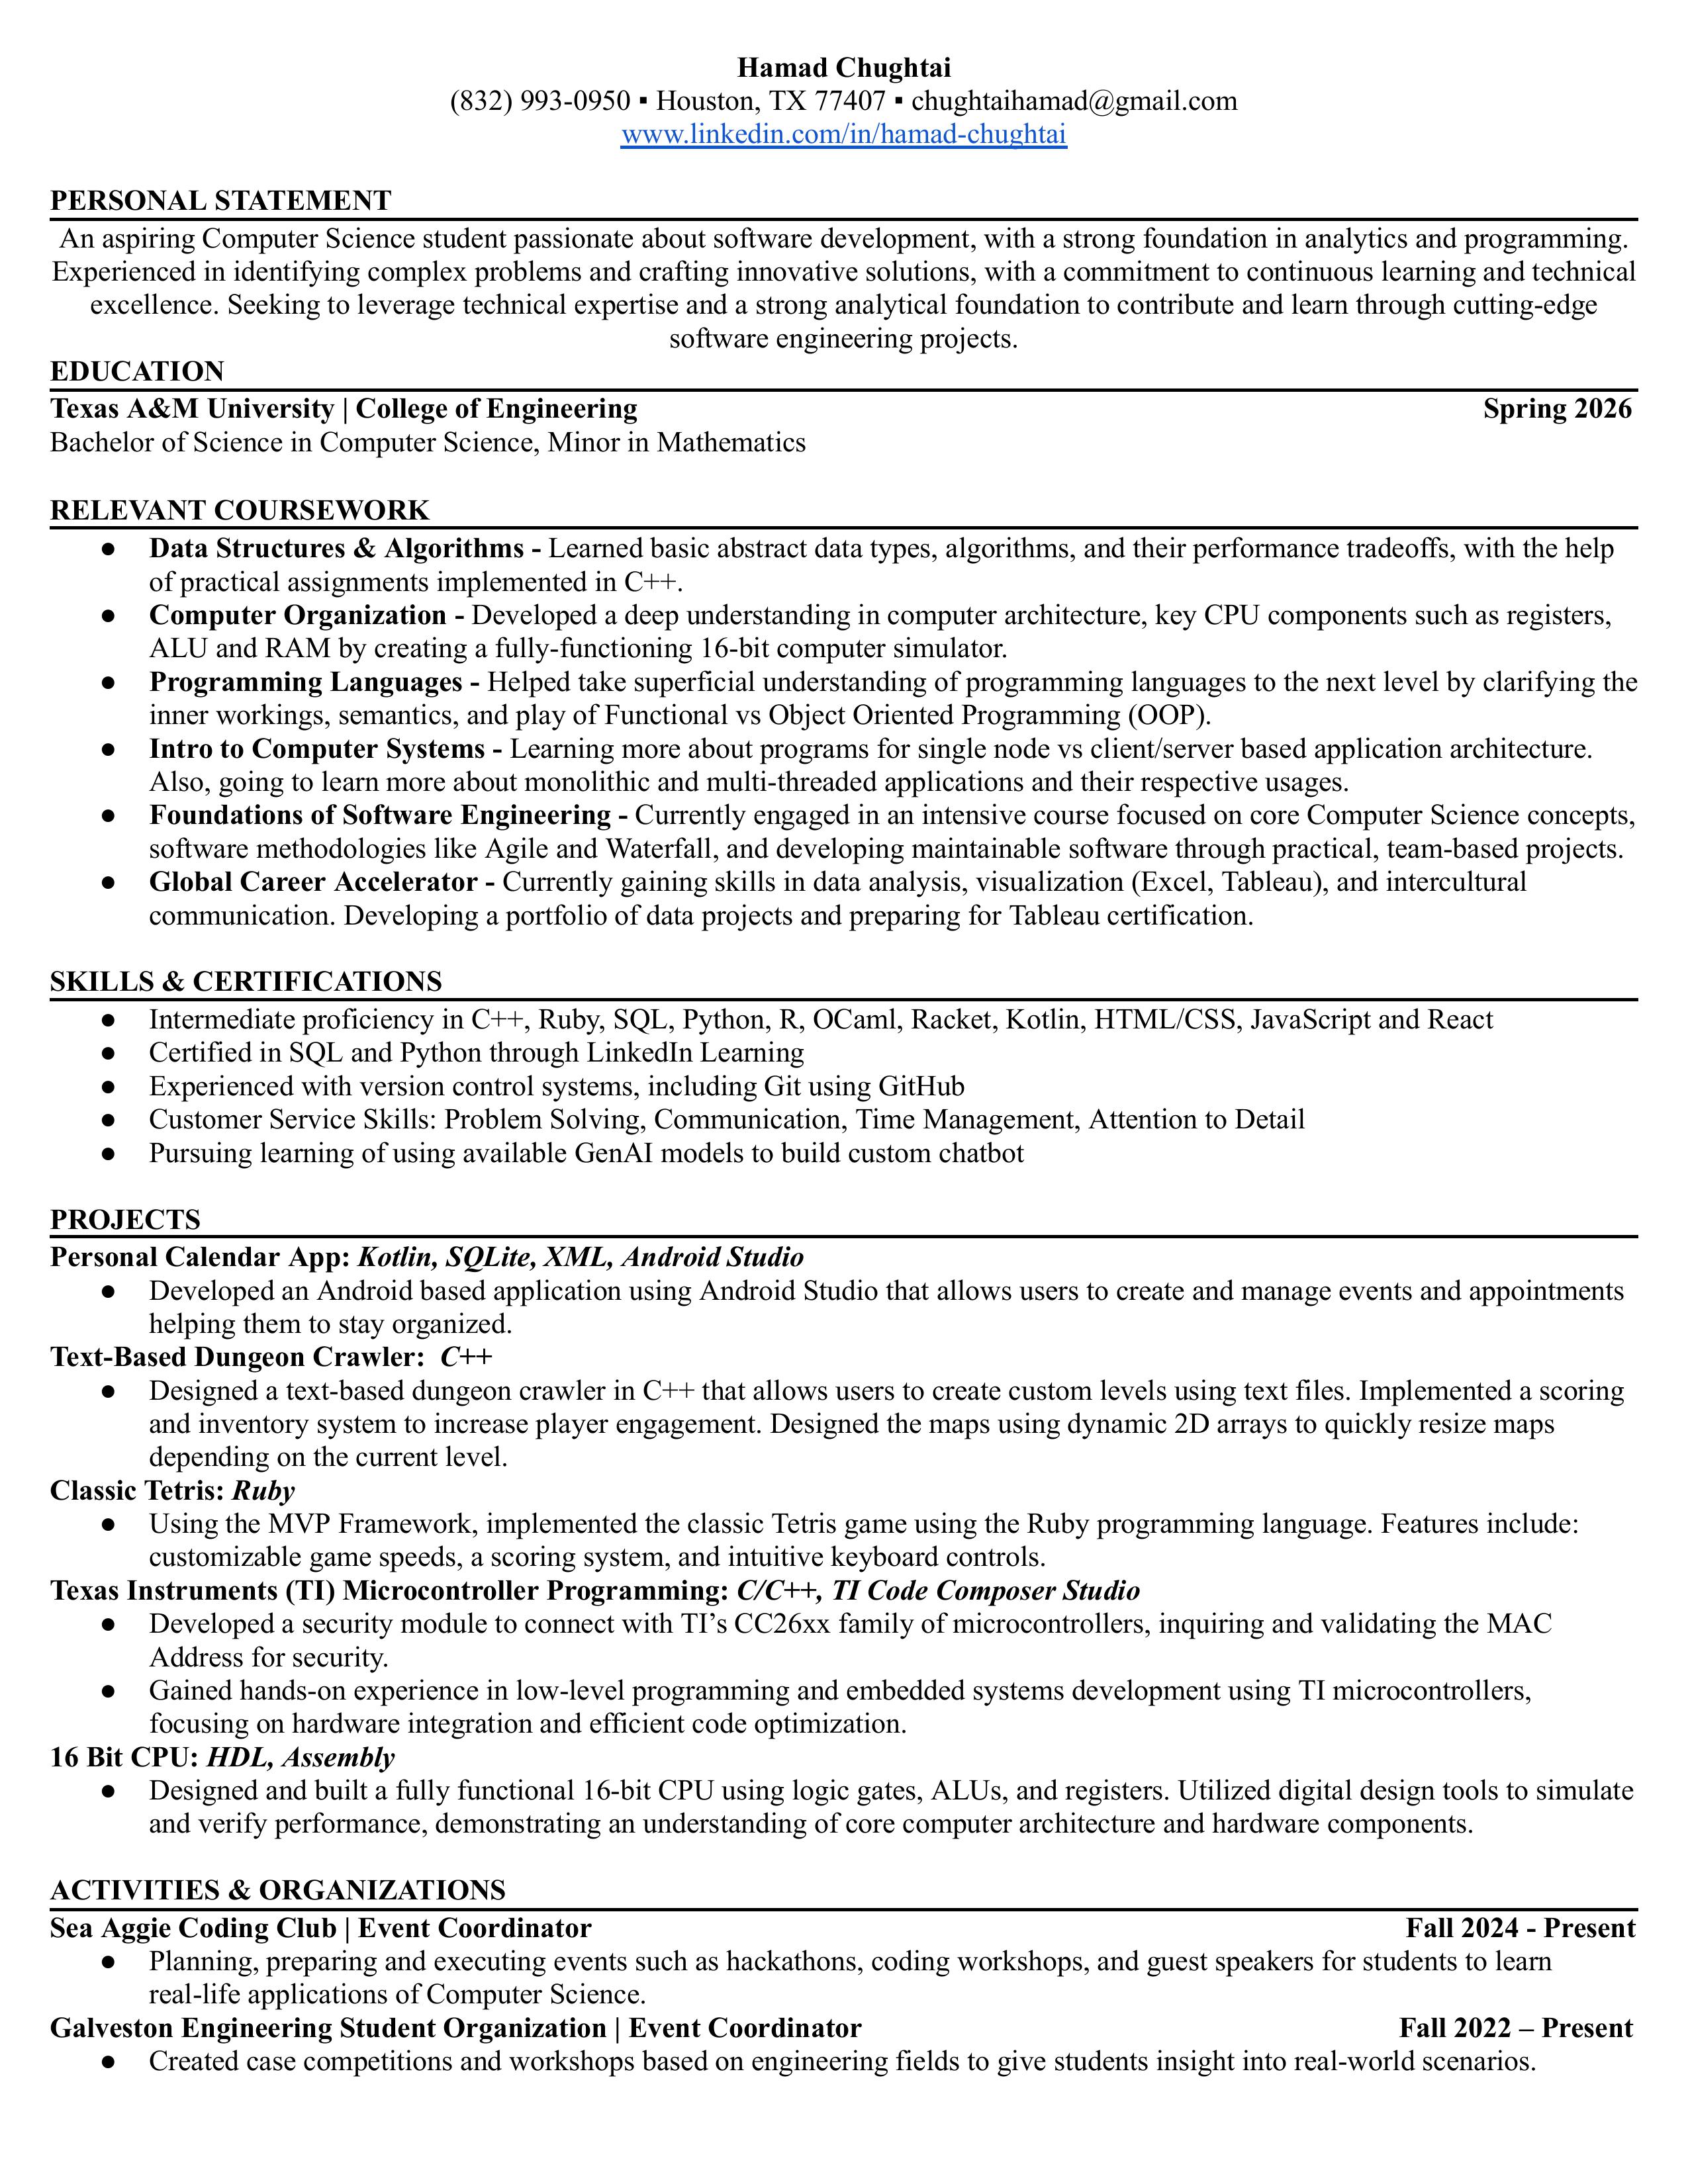 Hamad Chughtai
(832) 993-0950 ▪ Houston, TX 77407 ▪ chughtaihamad@gmail.com
www.linkedin.com/in/hamad-chughtai
PERSONAL STATEMENT
An aspiring Computer Science student passionate about software development, with a strong foundation in analytics and programming.
Experienced in identifying complex problems and crafting innovative solutions, with a commitment to continuous learning and technical
excellence. Seeking to leverage technical expertise and a strong analytical foundation to contribute and learn through cutting-edge
software engineering projects.
EDUCATION
Texas A&M University | College of Engineering Spring 2026
Bachelor of Science in Computer Science, Minor in Mathematics
RELEVANT COURSEWORK
● Data Structures & Algorithms - Learned basic abstract data types, algorithms, and their performance tradeoffs, with the help
of practical assignments implemented in C++.
● Computer Organization - Developed a deep understanding in computer architecture, key CPU components such as registers,
ALU and RAM by creating a fully-functioning 16-bit computer simulator.
● Programming Languages - Helped take superficial understanding of programming languages to the next level by clarifying the
inner workings, semantics, and play of Functional vs Object Oriented Programming (OOP).
● Intro to Computer Systems - Learning more about programs for single node vs client/server based application architecture.
Also, going to learn more about monolithic and multi-threaded applications and their respective usages.
● Foundations of Software Engineering - Currently engaged in an intensive course focused on core Computer Science concepts,
software methodologies like Agile and Waterfall, and developing maintainable software through practical, team-based projects.
● Global Career Accelerator - Currently gaining skills in data analysis, visualization (Excel, Tableau), and intercultural
communication. Developing a portfolio of data projects and preparing for Tableau certification.
SKILLS & CERTIFICATIONS
● Intermediate proficiency in C++, Ruby, SQL, Python, R, OCaml, Racket, Kotlin, HTML/CSS, JavaScript and React
● Certified in SQL and Python through LinkedIn Learning
● Experienced with version control systems, including Git using GitHub
● Customer Service Skills: Problem Solving, Communication, Time Management, Attention to Detail
● Pursuing learning of using available GenAI models to build custom chatbot
PROJECTS
Personal Calendar App: Kotlin, SQLite, XML, Android Studio
● Developed an Android based application using Android Studio that allows users to create and manage events and appointments
helping them to stay organized.
Text-Based Dungeon Crawler: C++
● Designed a text-based dungeon crawler in C++ that allows users to create custom levels using text files. Implemented a scoring
and inventory system to increase player engagement. Designed the maps using dynamic 2D arrays to quickly resize maps
depending on the current level.
Classic Tetris: Ruby
● Using the MVP Framework, implemented the classic Tetris game using the Ruby programming language. Features include:
customizable game speeds, a scoring system, and intuitive keyboard controls.
Texas Instruments (TI) Microcontroller Programming: C/C++, TI Code Composer Studio
● Developed a security module to connect with TI’s CC26xx family of microcontrollers, inquiring and validating the MAC
Address for security.
● Gained hands-on experience in low-level programming and embedded systems development using TI microcontrollers,
focusing on hardware integration and efficient code optimization.
16 Bit CPU: HDL, Assembly
● Designed and built a fully functional 16-bit CPU using logic gates, ALUs, and registers. Utilized digital design tools to simulate
and verify performance, demonstrating an understanding of core computer architecture and hardware components.
ACTIVITIES & ORGANIZATIONS
Sea Aggie Coding Club | Event Coordinator Fall 2024 - Present
● Planning, preparing and executing events such as hackathons, coding workshops, and guest speakers for students to learn
real-life applications of Computer Science.
Galveston Engineering Student Organization | Event Coordinator Fall 2022 – Present
● Created case competitions and workshops based on engineering fields to give students insight into real-world scenarios.